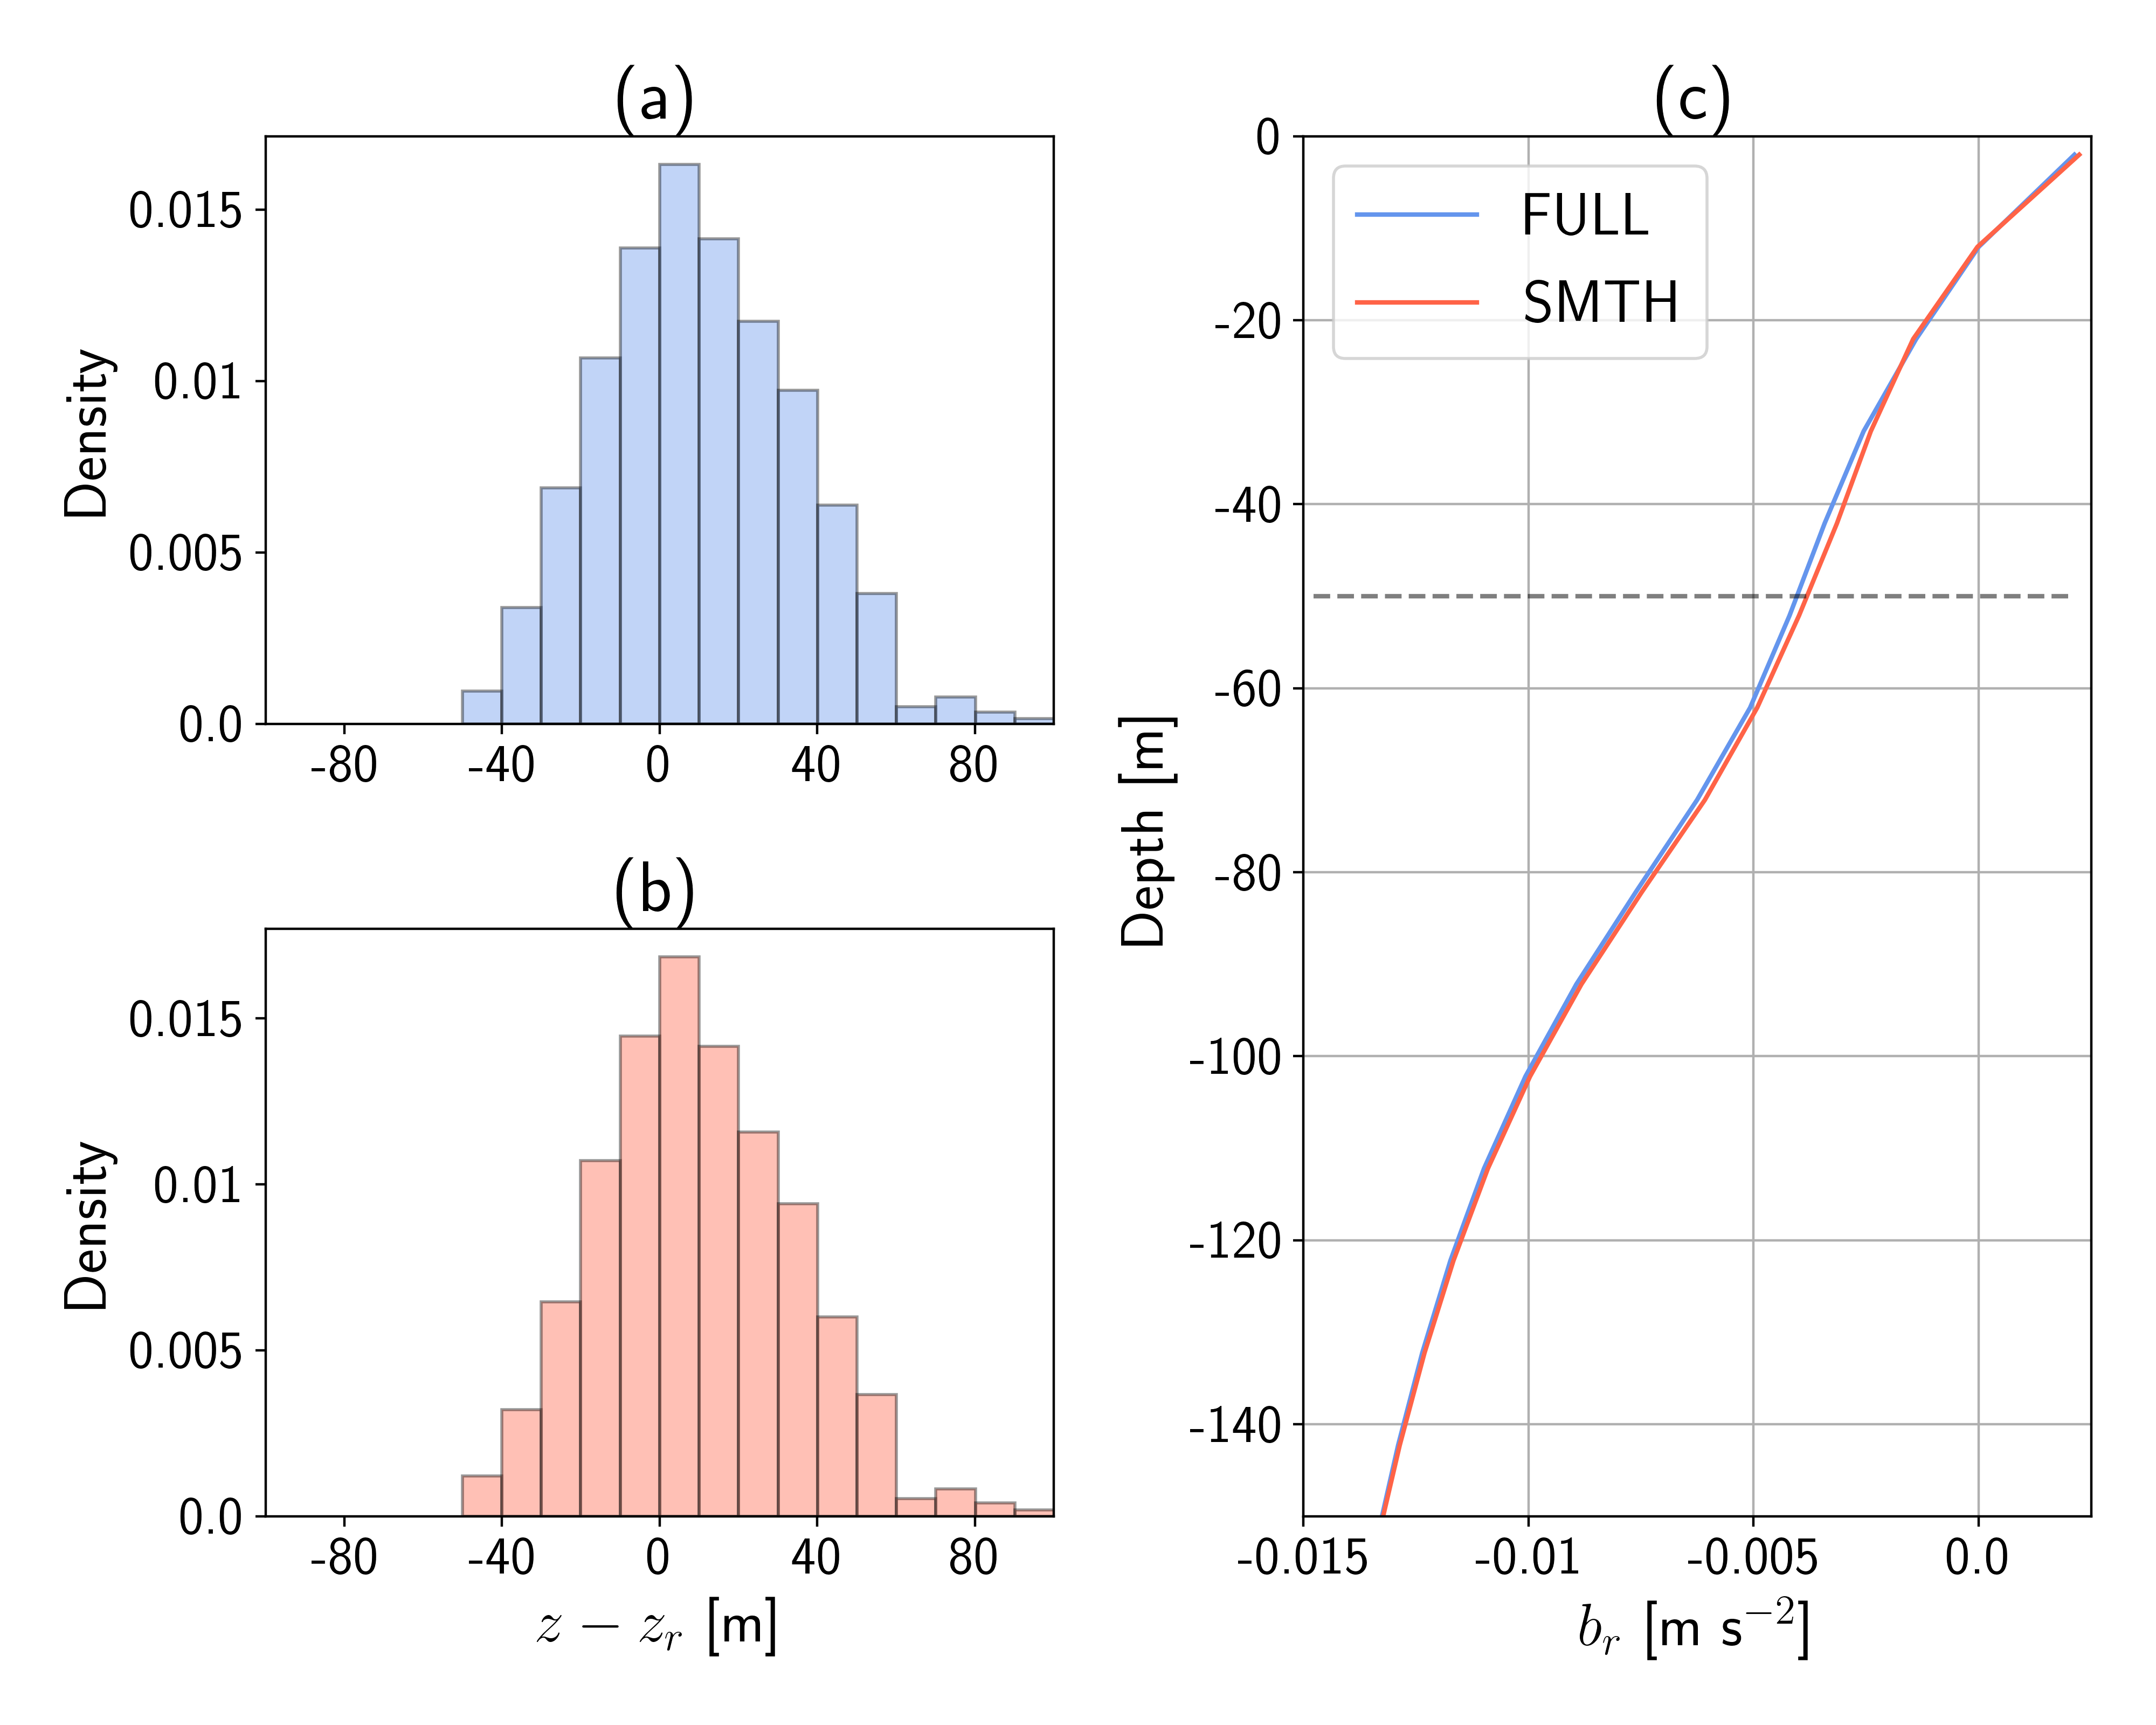 (a)
Density
0.015
0.01
0.005
0.0
-80 -40 0 40 80
(b)
Density
0.015
0.01
0.005
0.0
-80 -40 0 40 80
z − z_r [m]
(c)
FULL
SMTH
Depth [m]
0
-20
-40
-60
-80
-100
-120
-140
-0.015 -0.01 -0.005 0.0
b_r [m s⁻²]